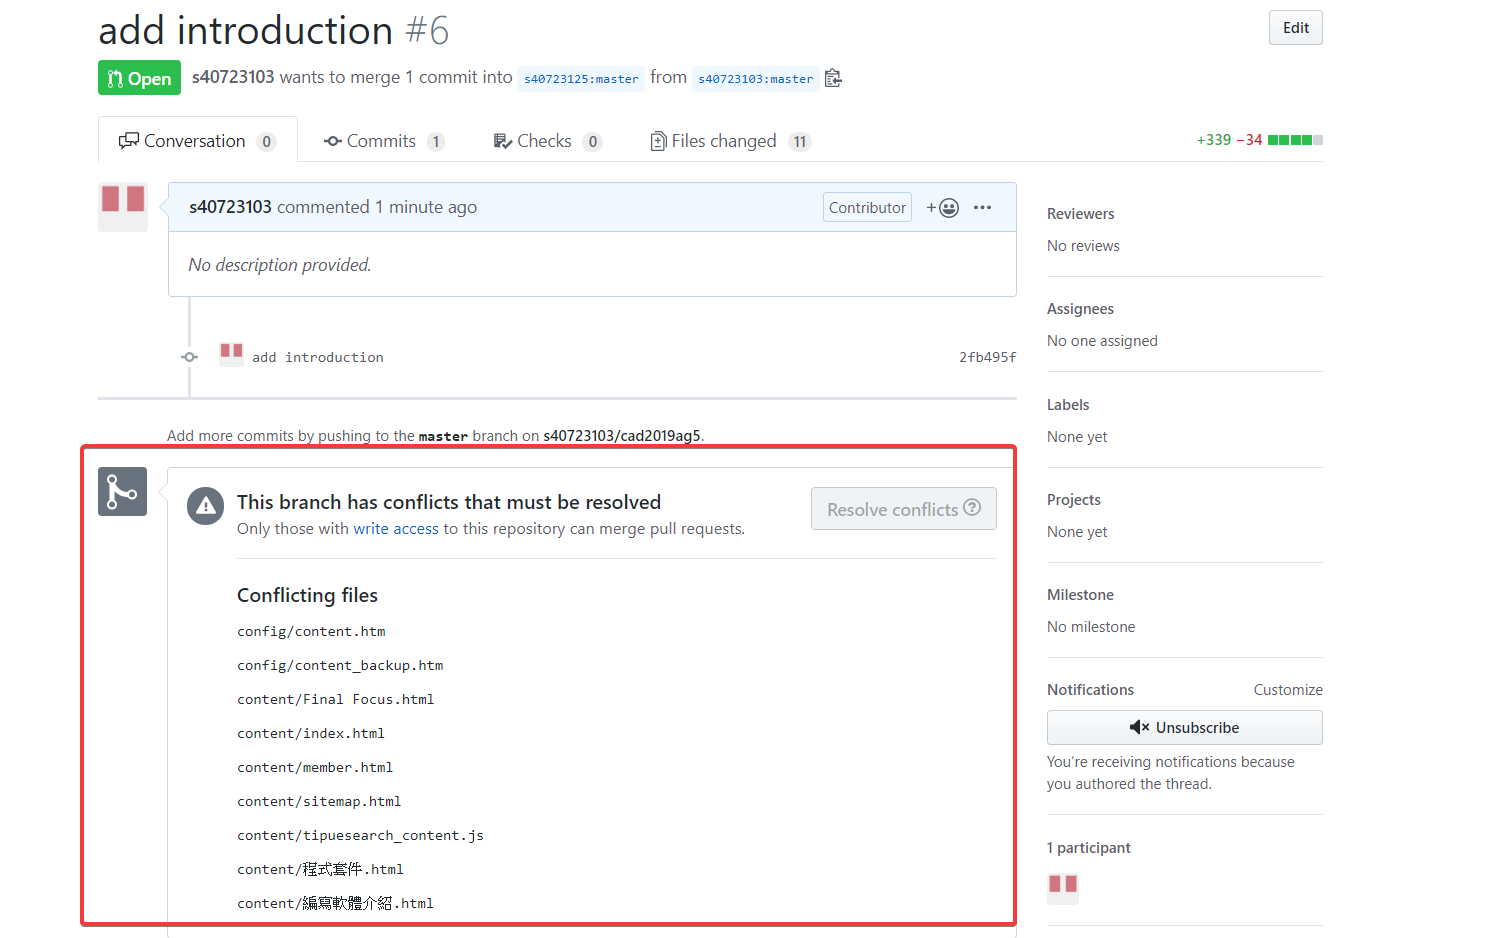 add introduction #6
Edit
Open s40723103 wants to merge 1 commit into s40723125:master from s40723103:master
Conversation 0 Commits 1 Checks 0 Files changed 11
+339 −34
s40723103 commented 1 minute ago
Contributor
No description provided.
add introduction 2fb495f
Add more commits by pushing to the master branch on s40723103/cad2019ag5.
This branch has conflicts that must be resolved
Only those with write access to this repository can merge pull requests.
Resolve conflicts
Conflicting files
config/content.htm
config/content_backup.htm
content/Final Focus.html
content/index.html
content/member.html
content/sitemap.html
content/tipuesearch_content.js
content/程式套件.html
content/編寫軟體介紹.html
Reviewers
No reviews
Assignees
No one assigned
Labels
None yet
Projects
None yet
Milestone
No milestone
Notifications Customize
Unsubscribe
You’re receiving notifications because
you authored the thread.
1 participant